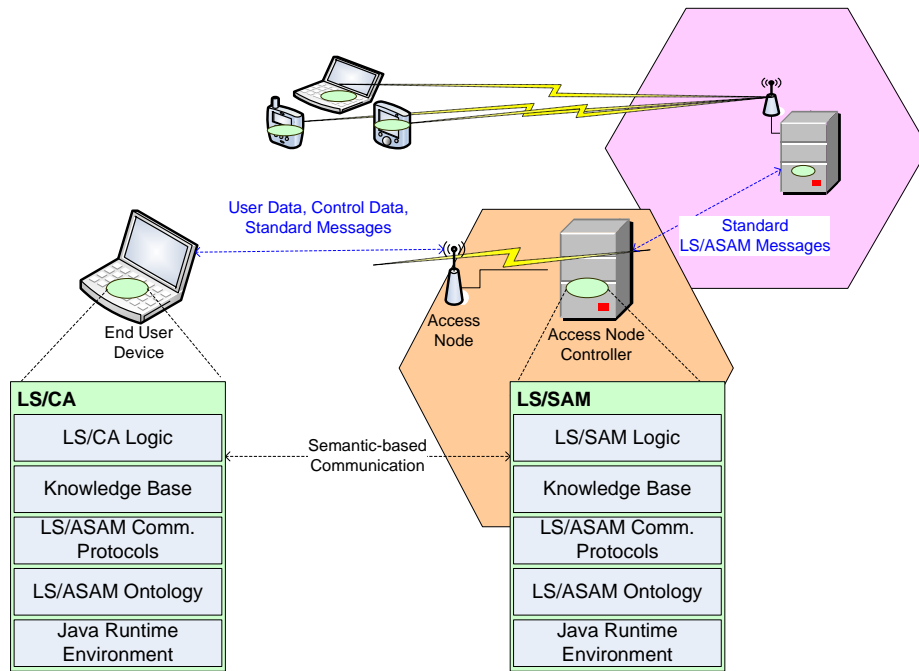 User Data, Control Data,
Standard Messages
Standard
LS/ASAM Messages
End User
Device
Access
Node
Access Node
Controller
LS/CA
LS/CA Logic
Knowledge Base
LS/ASAM Comm.
Protocols
LS/ASAM Ontology
Java Runtime
Environment
Semantic-based
Communication
LS/SAM
LS/SAM Logic
Knowledge Base
LS/ASAM Comm.
Protocols
LS/ASAM Ontology
Java Runtime
Environment